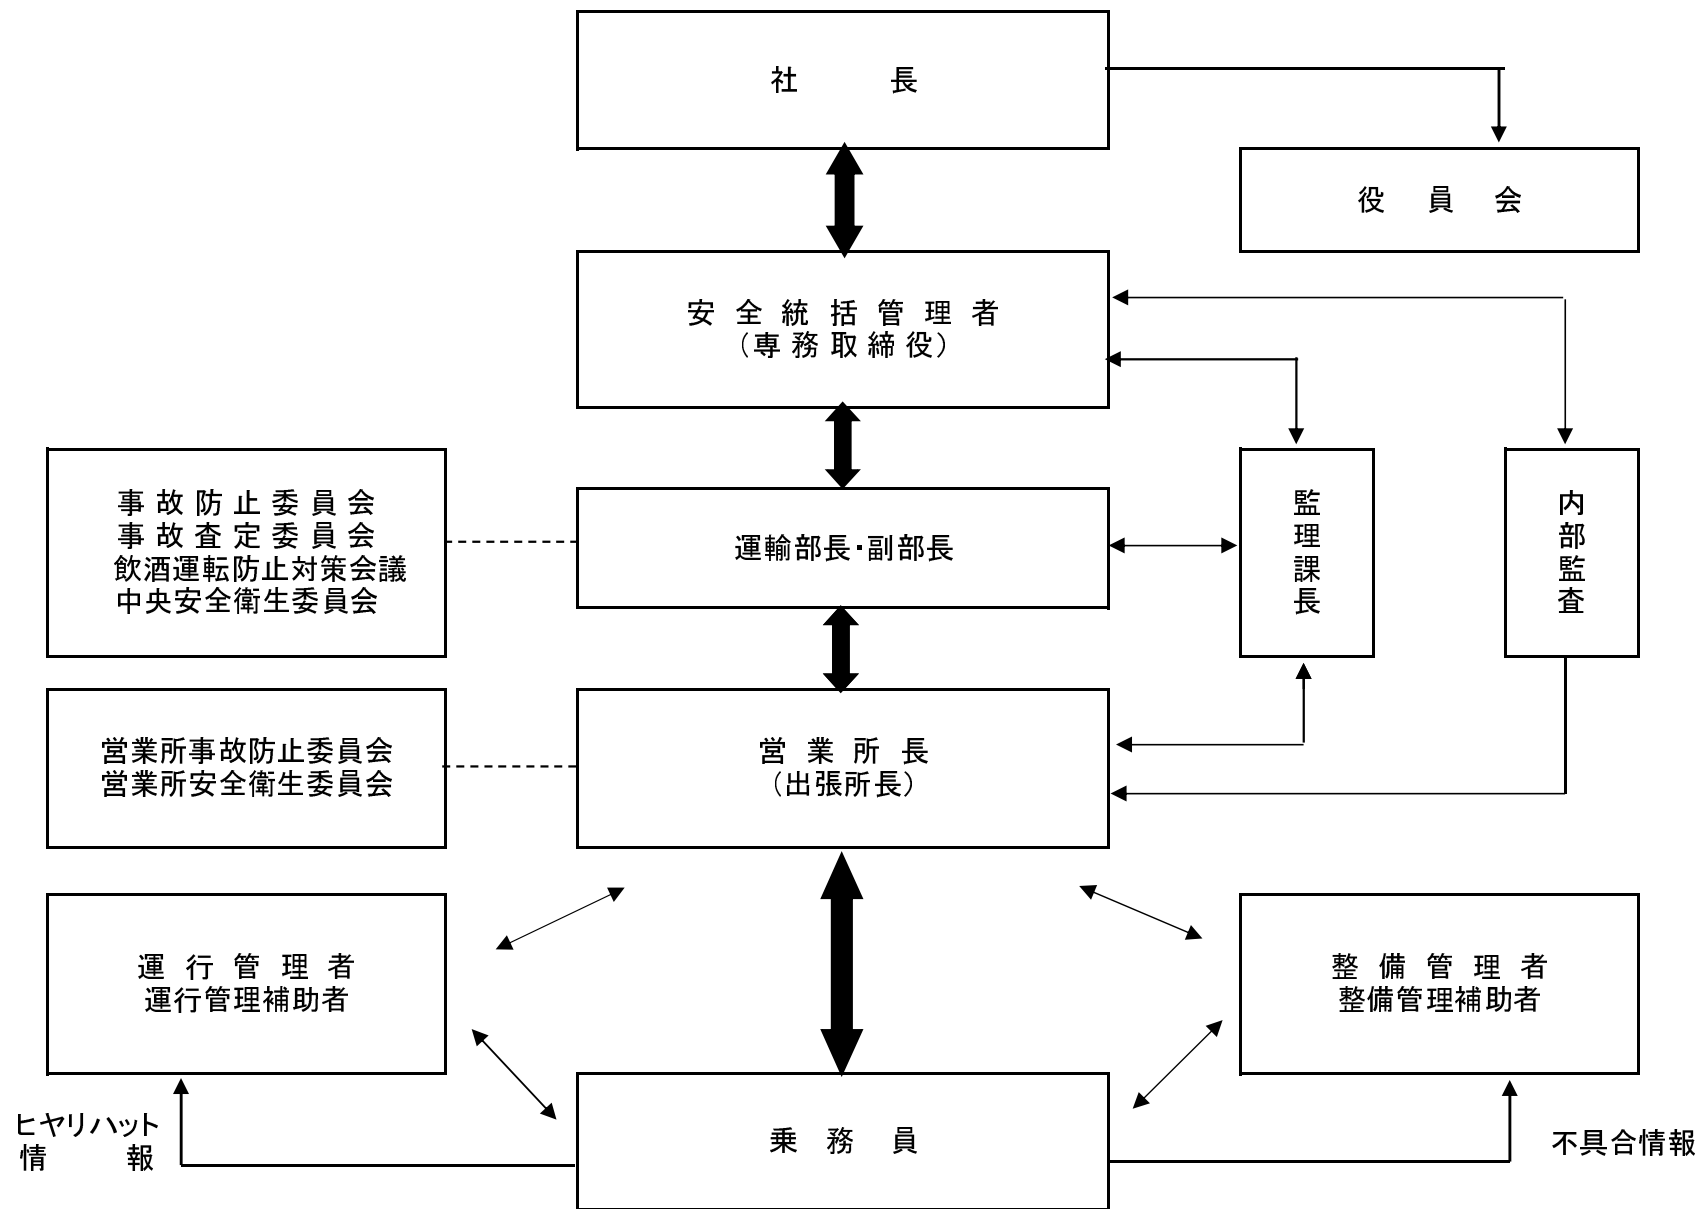 社長
役員会
安全統括管理者
（専務取締役）
事故防止委員会
事故査定委員会
飲酒運転防止対策会議
中央安全衛生委員会
運輸部長・副部長
監理課長
内部監査
営業所事故防止委員会
営業所安全衛生委員会
営業所長
（出張所長）
運行管理者
運行管理補助者
整備管理者
整備管理補助者
ヒヤリハット
情報
乗務員
不具合情報